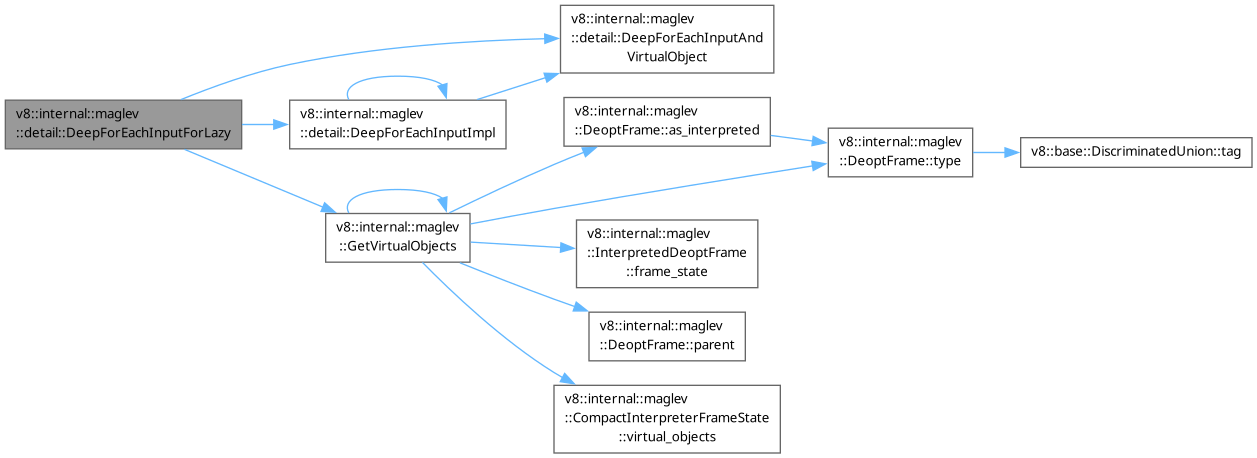 v8::internal::maglev
::detail::DeepForEachInputForLazy
v8::internal::maglev
::detail::DeepForEachInputAnd
VirtualObject
v8::internal::maglev
::detail::DeepForEachInputImpl
v8::internal::maglev
::GetVirtualObjects
v8::internal::maglev
::DeoptFrame::as_interpreted
v8::internal::maglev
::DeoptFrame::type
v8::base::DiscriminatedUnion::tag
v8::internal::maglev
::InterpretedDeoptFrame
::frame_state
v8::internal::maglev
::DeoptFrame::parent
v8::internal::maglev
::CompactInterpreterFrameState
::virtual_objects